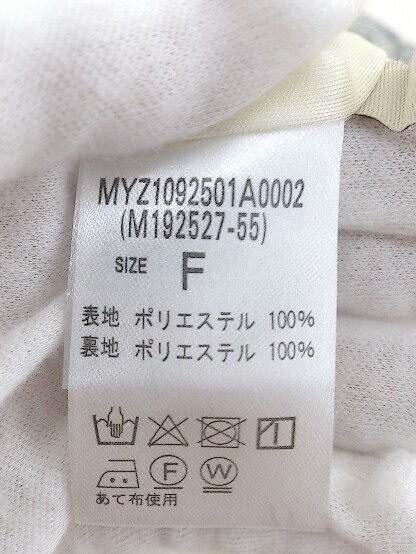 MYZ1092501A0002
(M192527-55)
SIZE F
表地 ポリエステル 100%
裏地 ポリエステル 100%
F W
あて布使用